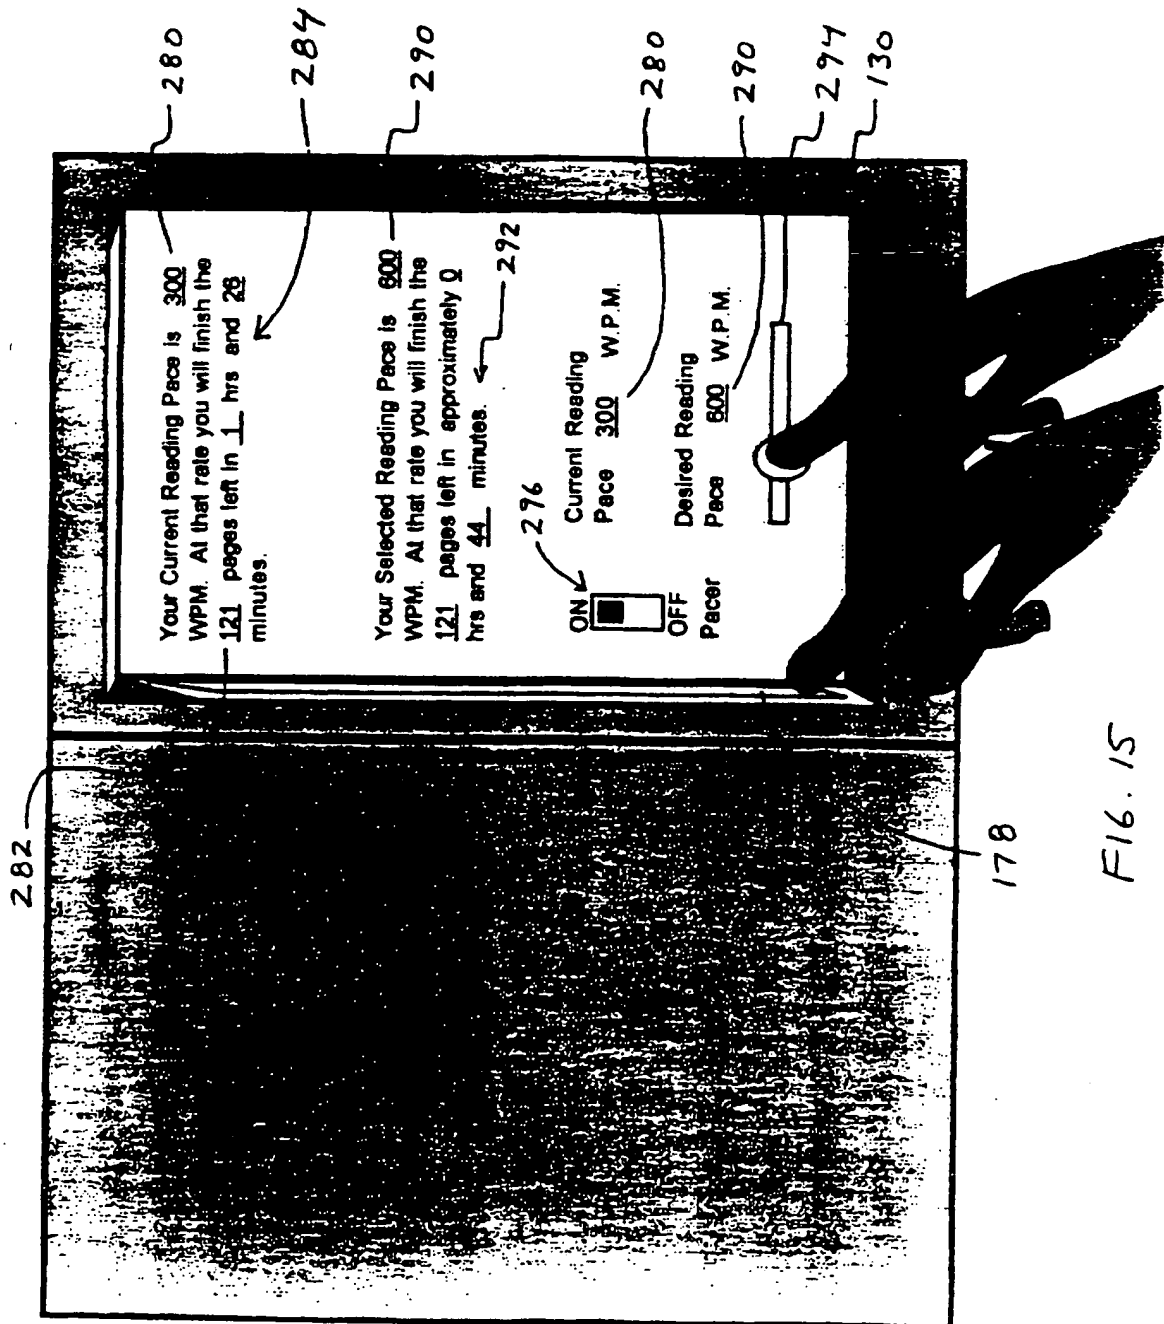 282
Your Current Reading Pace is 300
WPM. At that rate you will finish the
121 pages left in 1 hrs and 28
minutes.
280
284
Your Selected Reading Pace is 600
WPM. At that rate you will finish the
121 pages left in approximately 0
hrs and 44 minutes.
290
292
296
ON
OFF
Pacer
Current Reading
Pace 300 W.P.M.
280
Desired Reading
Pace 600 W.P.M.
290
294
130
178
FIG. 15